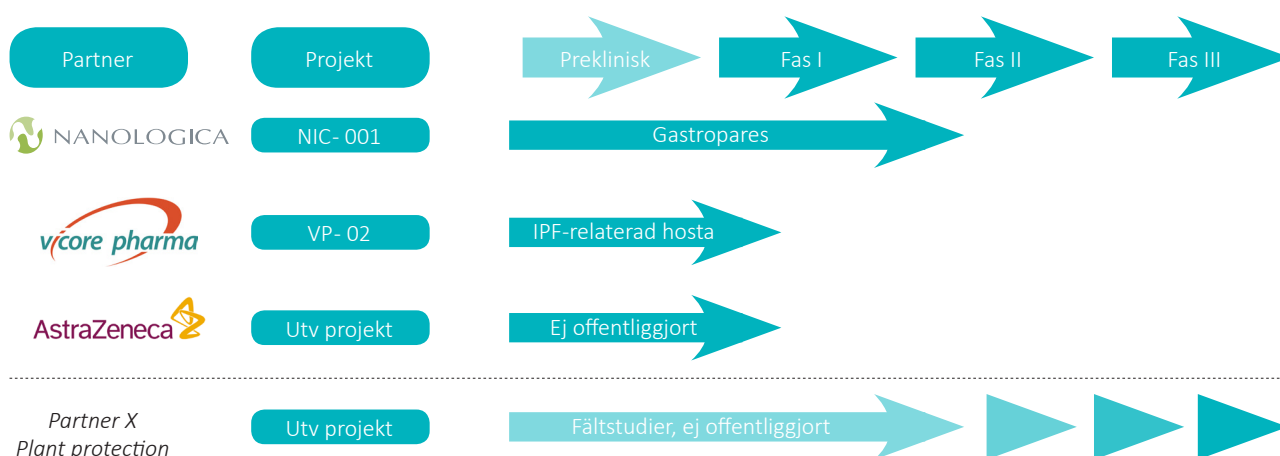 Partner
Projekt
Preklinisk
Fas I
Fas II
Fas III
NANOLOGICA
NIC- 001
Gastropares
vicore pharma
VP- 02
IPF-relaterad hosta
AstraZeneca
Utv projekt
Ej offentliggjort
Partner X
Plant protection
Utv projekt
Fältstudier, ej offentliggjort